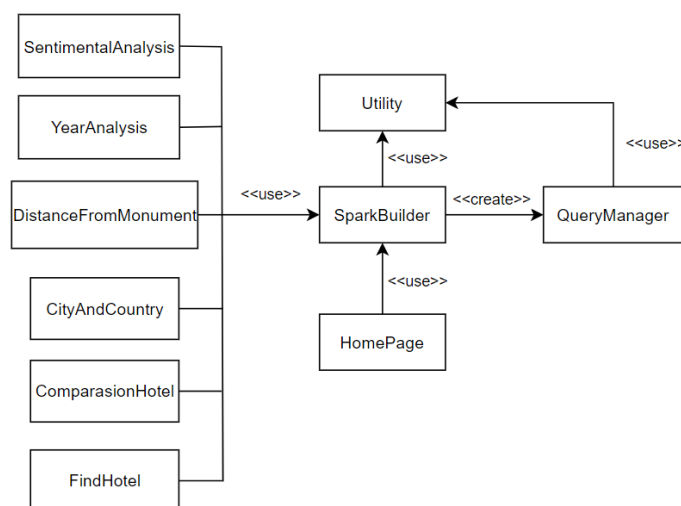 SentimentalAnalysis
YearAnalysis
DistanceFromMonument
CityAndCountry
ComparasionHotel
FindHotel
<<use>>
Utility
<<use>>
SparkBuilder
<<use>>
HomePage
<<create>>
<<use>>
QueryManager